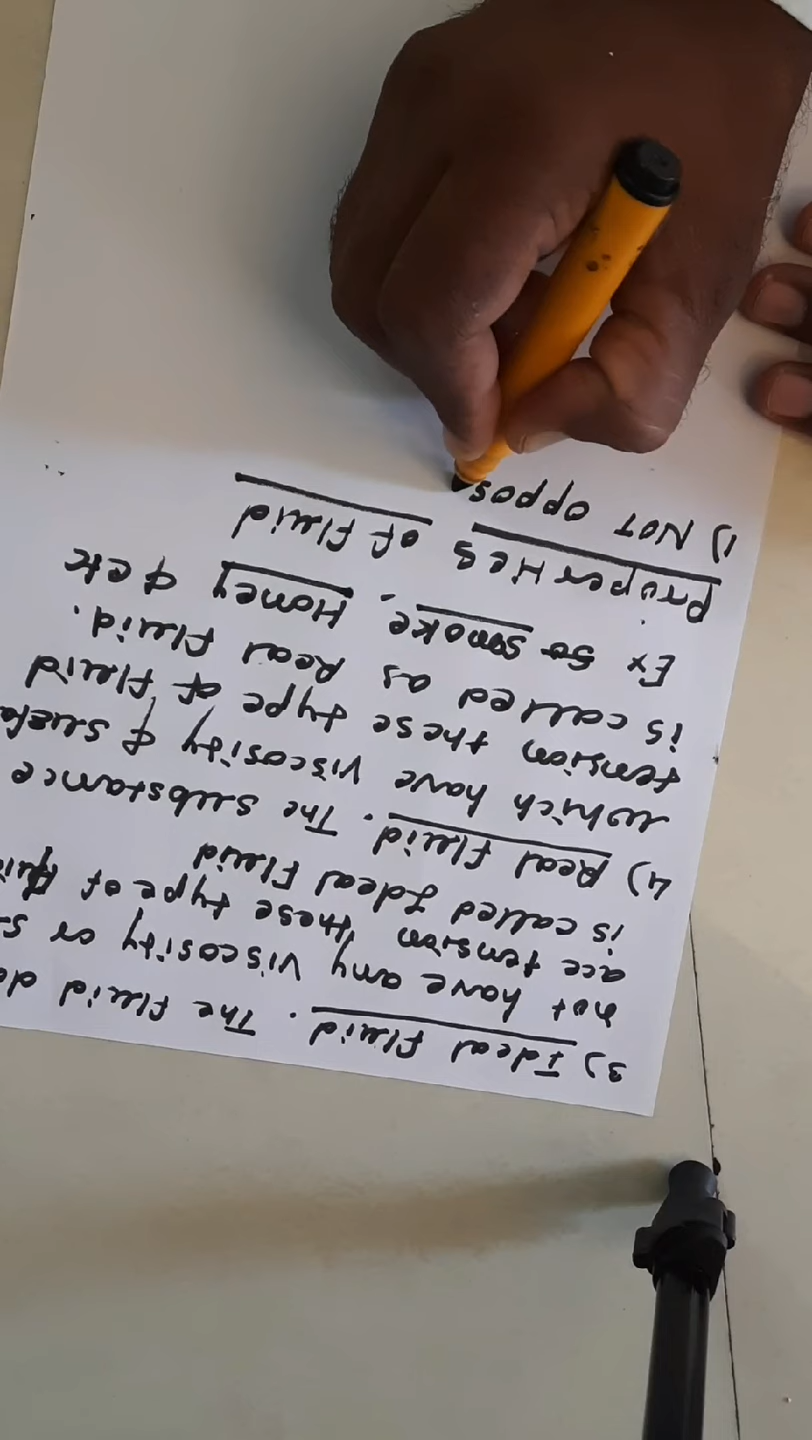 3) Ideal Fluid. The Fluid do
not have any viscosity or s
ace tension these type of Flui
is called Ideal Fluid
4) Real Fluid. The substance
which have viscosity & surfa
tension these type of Fluid
is called as Real Fluid.
Ex So smoke, Honey & etc
Properties of Fluid
1) NOT oppos